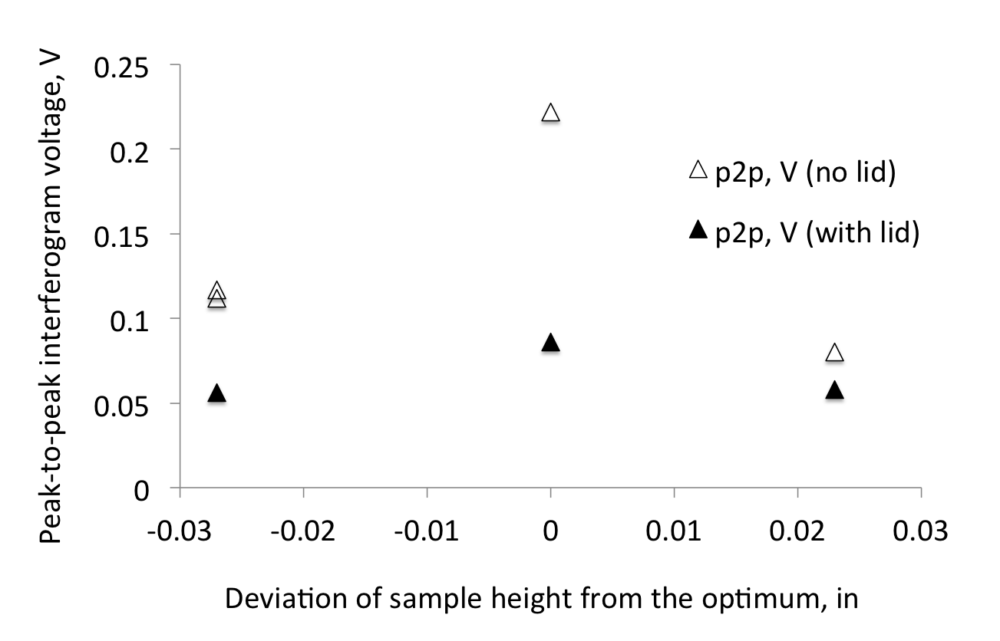 Peak-to-peak interferogram voltage, V
0.25
0.2
0.15
0.1
0.05
0
-0.03 -0.02 -0.01 0 0.01 0.02 0.03
p2p, V (no lid)
p2p, V (with lid)
Deviation of sample height from the optimum, in